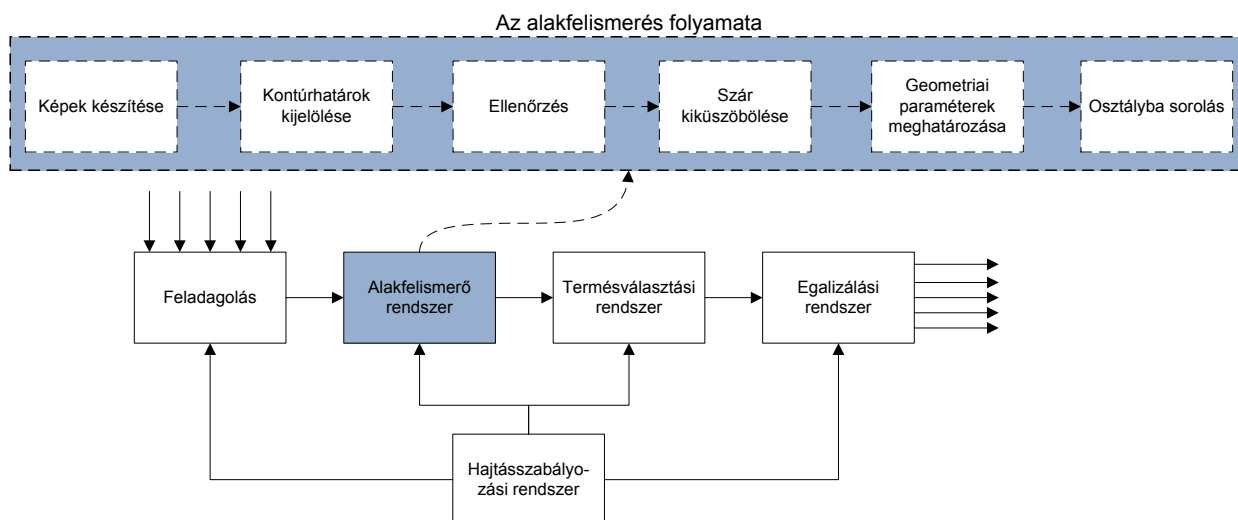 Az alakfelismerés folyamata
Képek készítése
Kontúrhatárok
kijelölése
Ellenőrzés
Szár
kiküszöbölése
Geometriai
paraméterek
meghatározása
Osztályba sorolás
Feladagolás
Alakfelismerő
rendszer
Termésválasztási
rendszer
Egalizálási
rendszer
Hajtásszabályo-
zási rendszer